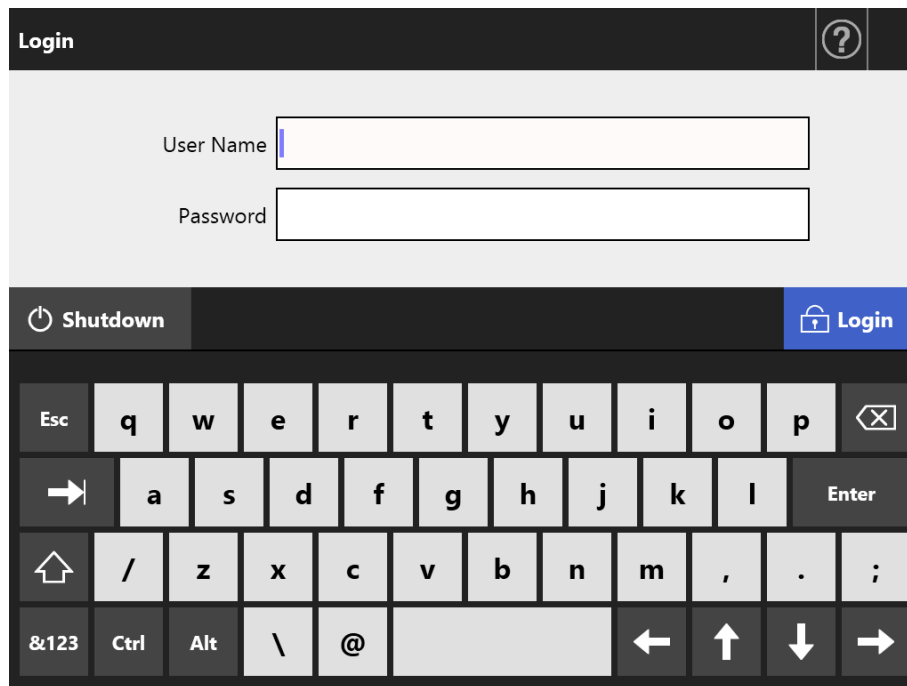 Login ?
User Name
Password
Shutdown Login
Esc q w e r t y u i o p
a s d f g h j k l Enter
/ z x c v b n m , . ;
&123 Ctrl Alt \ @